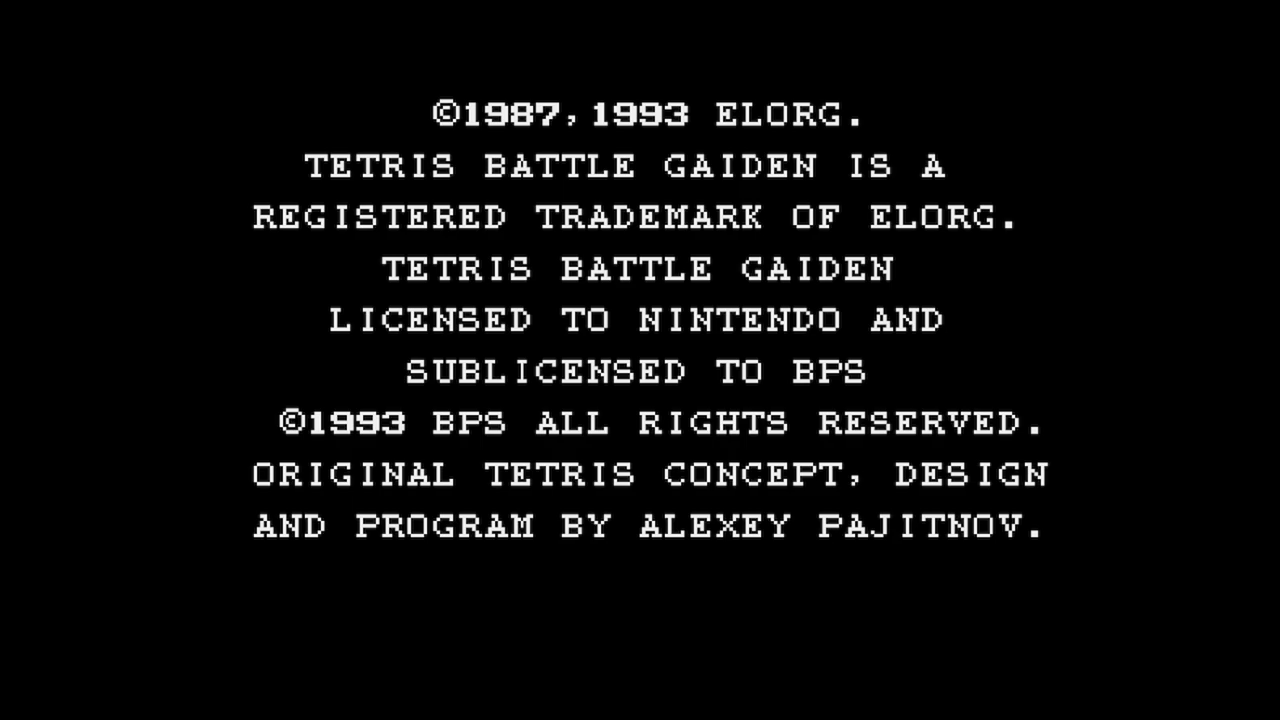 ©1987,1993 ELORG.
TETRIS BATTLE GAIDEN IS A
REGISTERED TRADEMARK OF ELORG.
TETRIS BATTLE GAIDEN
LICENSED TO NINTENDO AND
SUBLICENSED TO BPS
©1993 BPS ALL RIGHTS RESERVED.
ORIGINAL TETRIS CONCEPT, DESIGN
AND PROGRAM BY ALEXEY PAJITNOV.